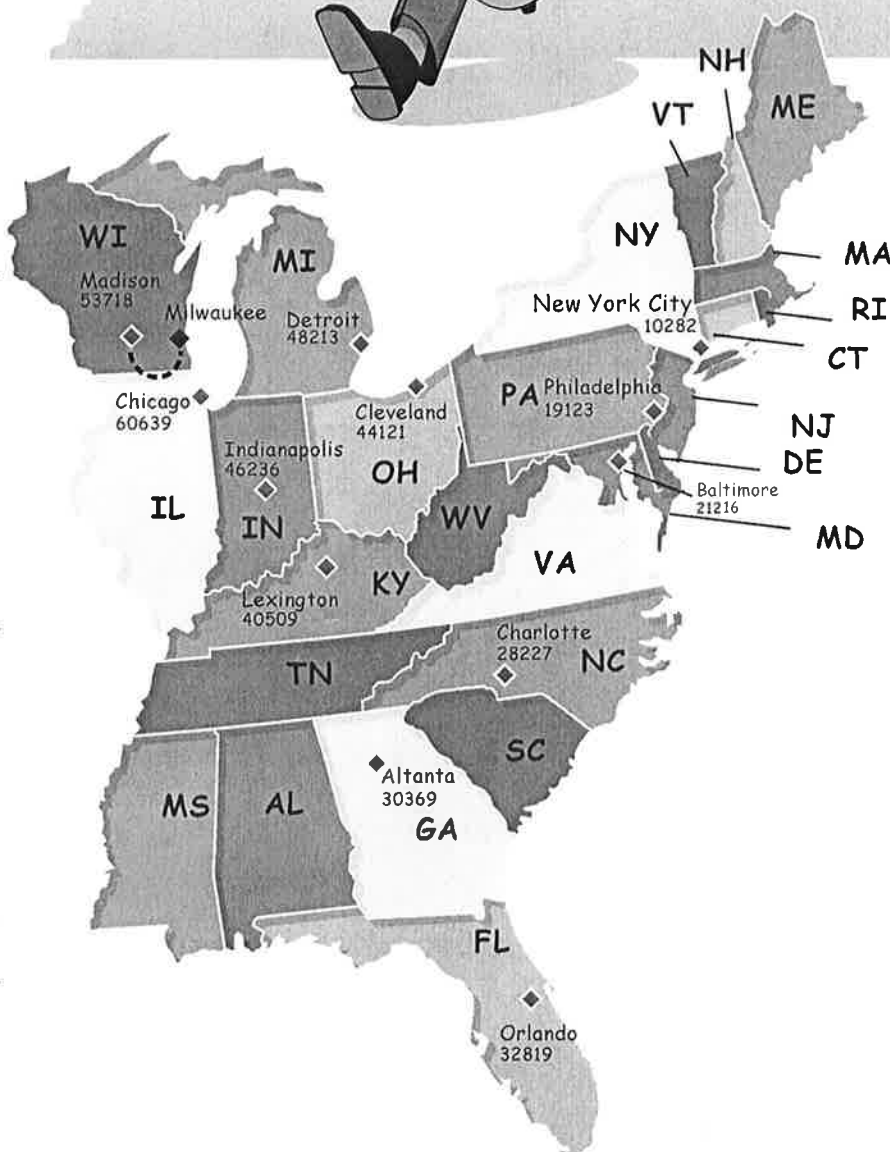 NH
VT
ME
WI
MI
NY
MA
Madison
53718
Milwaukee
Detroit
48213
New York City
10282
RI
CT
Chicago
60639
Cleveland
44121
PA
Philadelphia
19123
NJ
DE
Indianapolis
46236
OH
Baltimore
21216
IL
IN
WV
MD
VA
Lexington
40509
KY
Charlotte
28227
NC
TN
SC
Altanta
30369
MS
AL
GA
FL
Orlando
32819